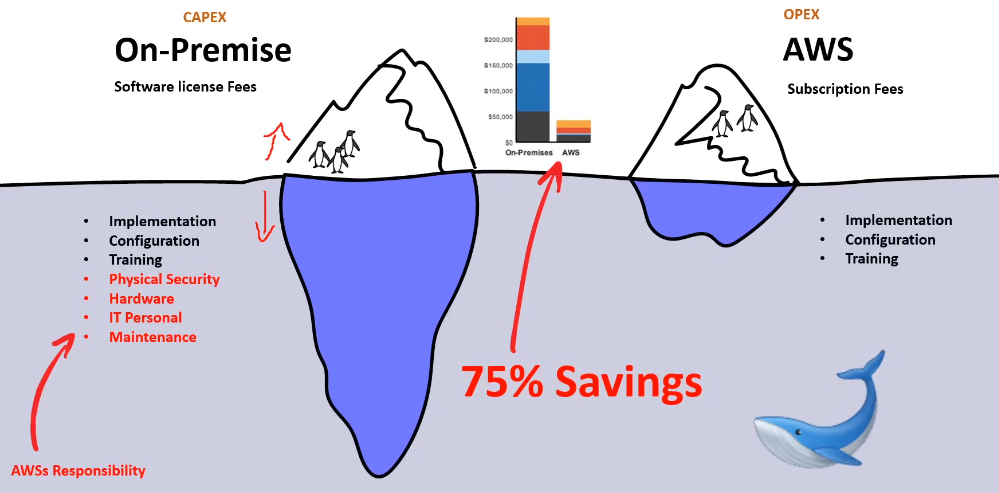 CAPEX
On-Premise
Software license Fees
$200,000
$150,000
$100,000
$50,000
$0
On-Premises
AWS
OPEX
AWS
Subscription Fees
• Implementation
• Configuration
• Training
• Physical Security
• Hardware
• IT Personal
• Maintenance
AWSs Responsibility
75% Savings
• Implementation
• Configuration
• Training